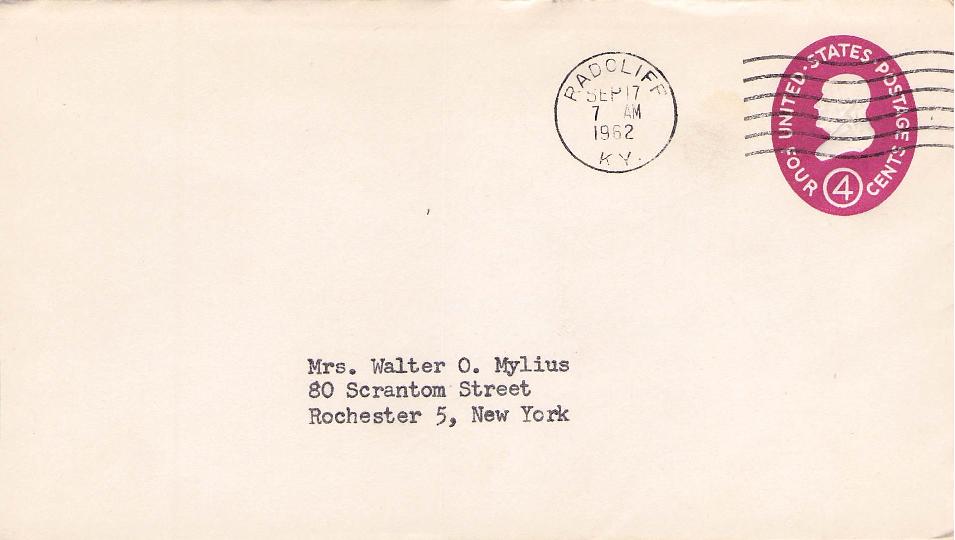 RADCLIFF
SEP 17
7 AM
1962
KY.
UNITED·STATES POSTAGE
FOUR 4 CENTS
Mrs. Walter O. Mylius
80 Scrantom Street
Rochester 5, New York